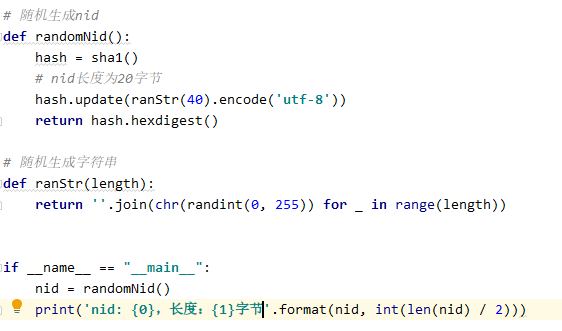 # 随机生成nid
def randomNid():
    hash = sha1()
    # nid长度为20字节
    hash.update(ranStr(40).encode('utf-8'))
    return hash.hexdigest()
# 随机生成字符串
def ranStr(length):
    return ''.join(chr(randint(0, 255)) for _ in range(length))
if __name__ == "__main__":
    nid = randomNid()
    print('nid: {0}，长度：{1}字节'.format(nid, int(len(nid) / 2)))